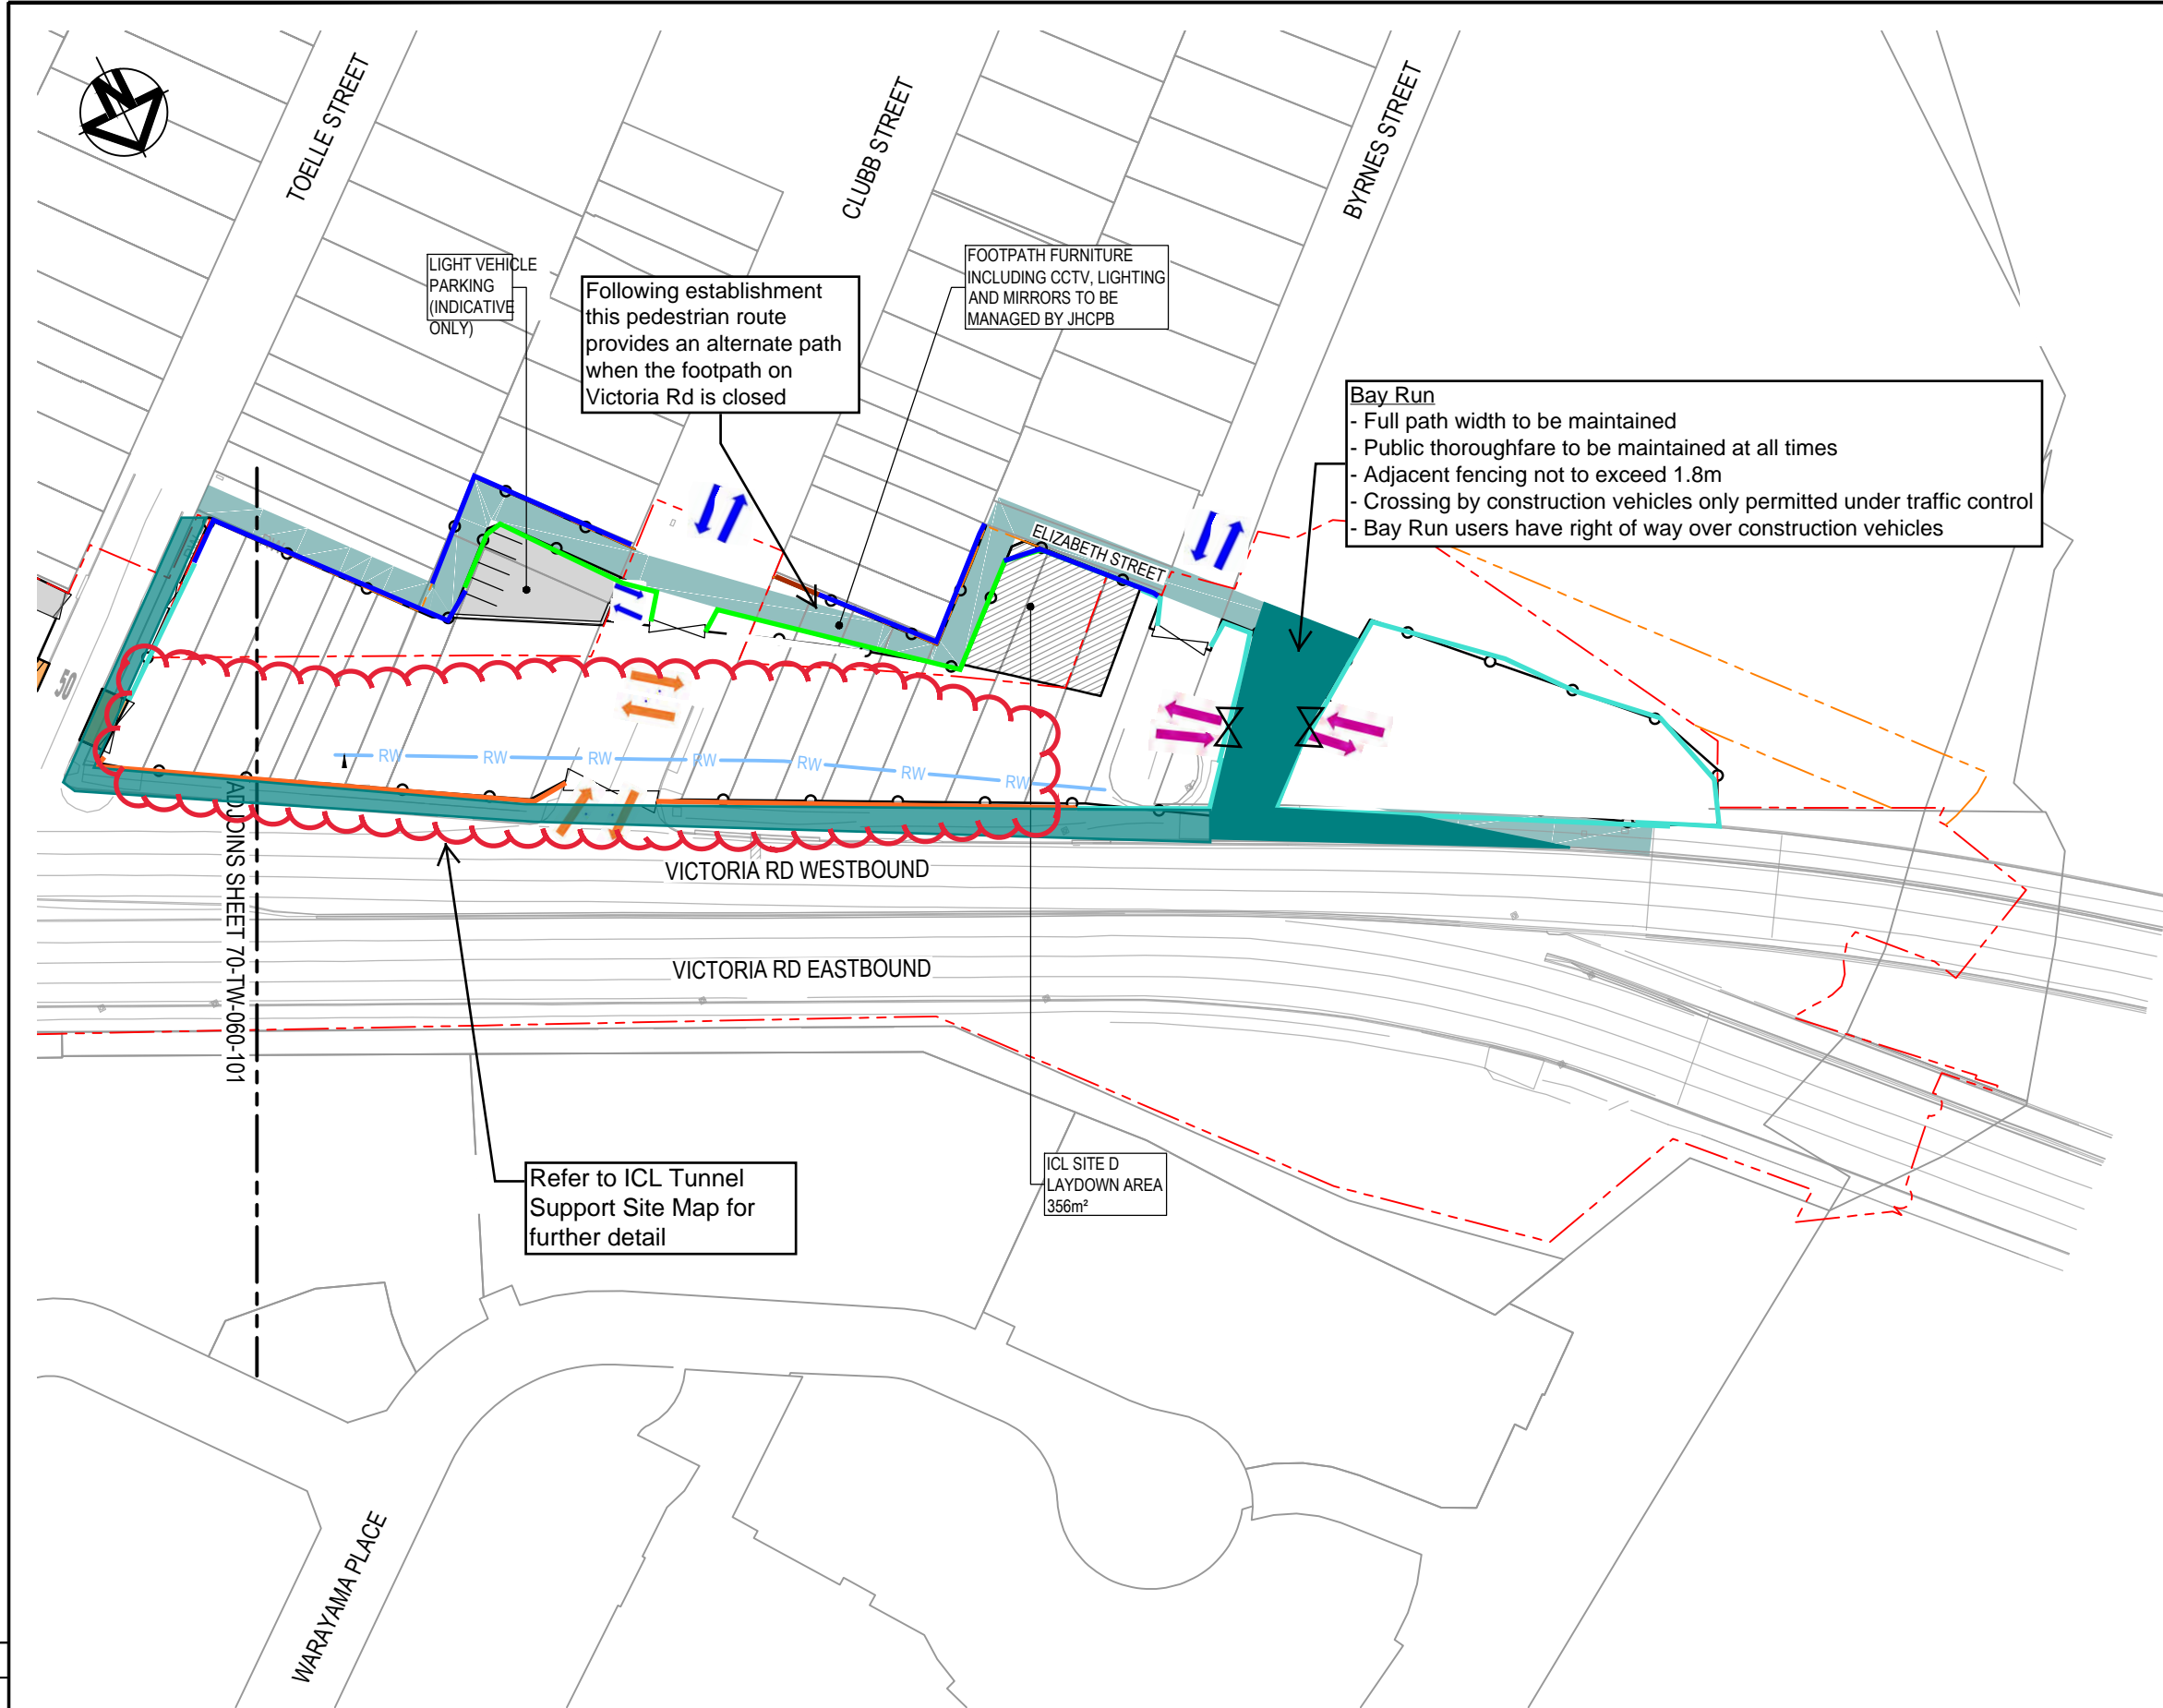 N
TOELLE STREET
CLUBB STREET
BYRNES STREET
LIGHT VEHICLE
PARKING
(INDICATIVE
ONLY)
Following establishment
this pedestrian route
provides an alternate path
when the footpath on
Victoria Rd is closed
FOOTPATH FURNITURE
INCLUDING CCTV, LIGHTING
AND MIRRORS TO BE
MANAGED BY JHCPB
Bay Run
- Full path width to be maintained
- Public thoroughfare to be maintained at all times
- Adjacent fencing not to exceed 1.8m
- Crossing by construction vehicles only permitted under traffic control
- Bay Run users have right of way over construction vehicles
ELIZABETH STREET
50
RW
RW
RW
RW
RW
RW
RW
RW
ADJOINS SHEET 70-TW-060-101
VICTORIA RD WESTBOUND
VICTORIA RD EASTBOUND
Refer to ICL Tunnel
Support Site Map for
further detail
ICL SITE D
LAYDOWN AREA
356m²
WARAYAMA PLACE